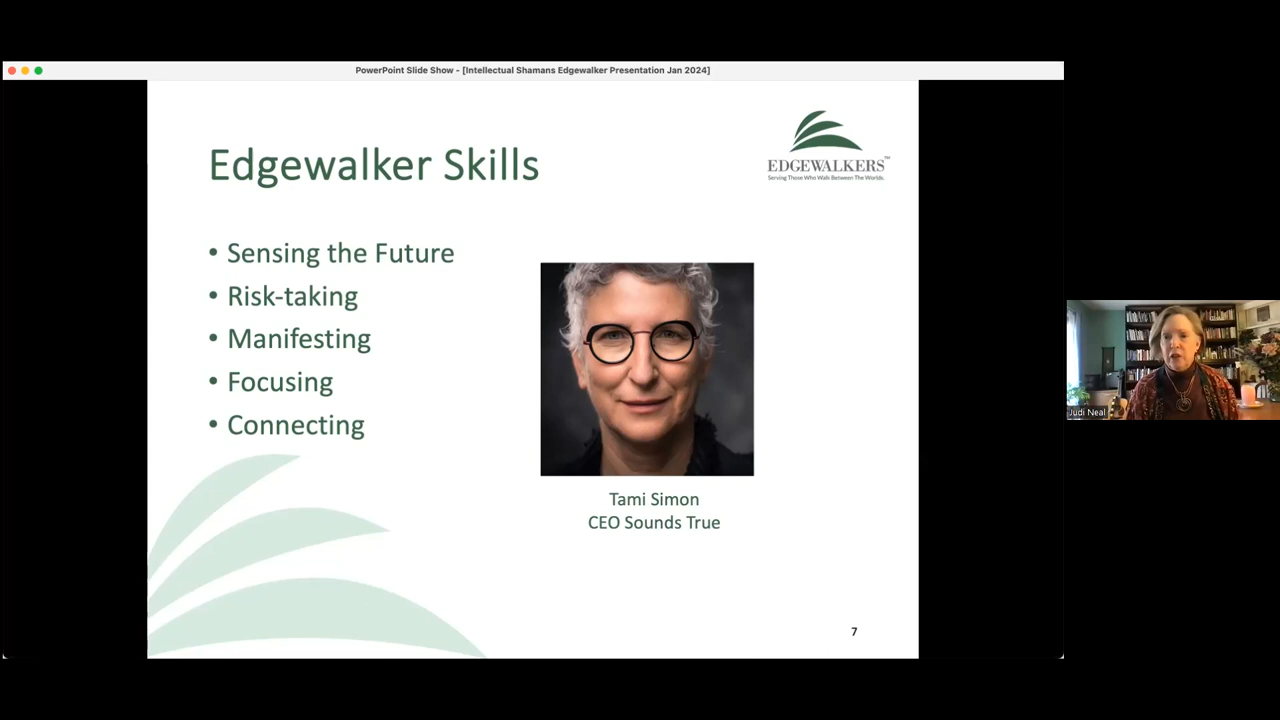 PowerPoint Slide Show - [Intellectual Shamans Edgewalker Presentation Jan 2024]
Edgewalker Skills
EDGEWALKERS™
Serving Those Who Walk Between The Worlds.
• Sensing the Future
• Risk-taking
• Manifesting
• Focusing
• Connecting
Tami Simon
CEO Sounds True
7
Judi Neal